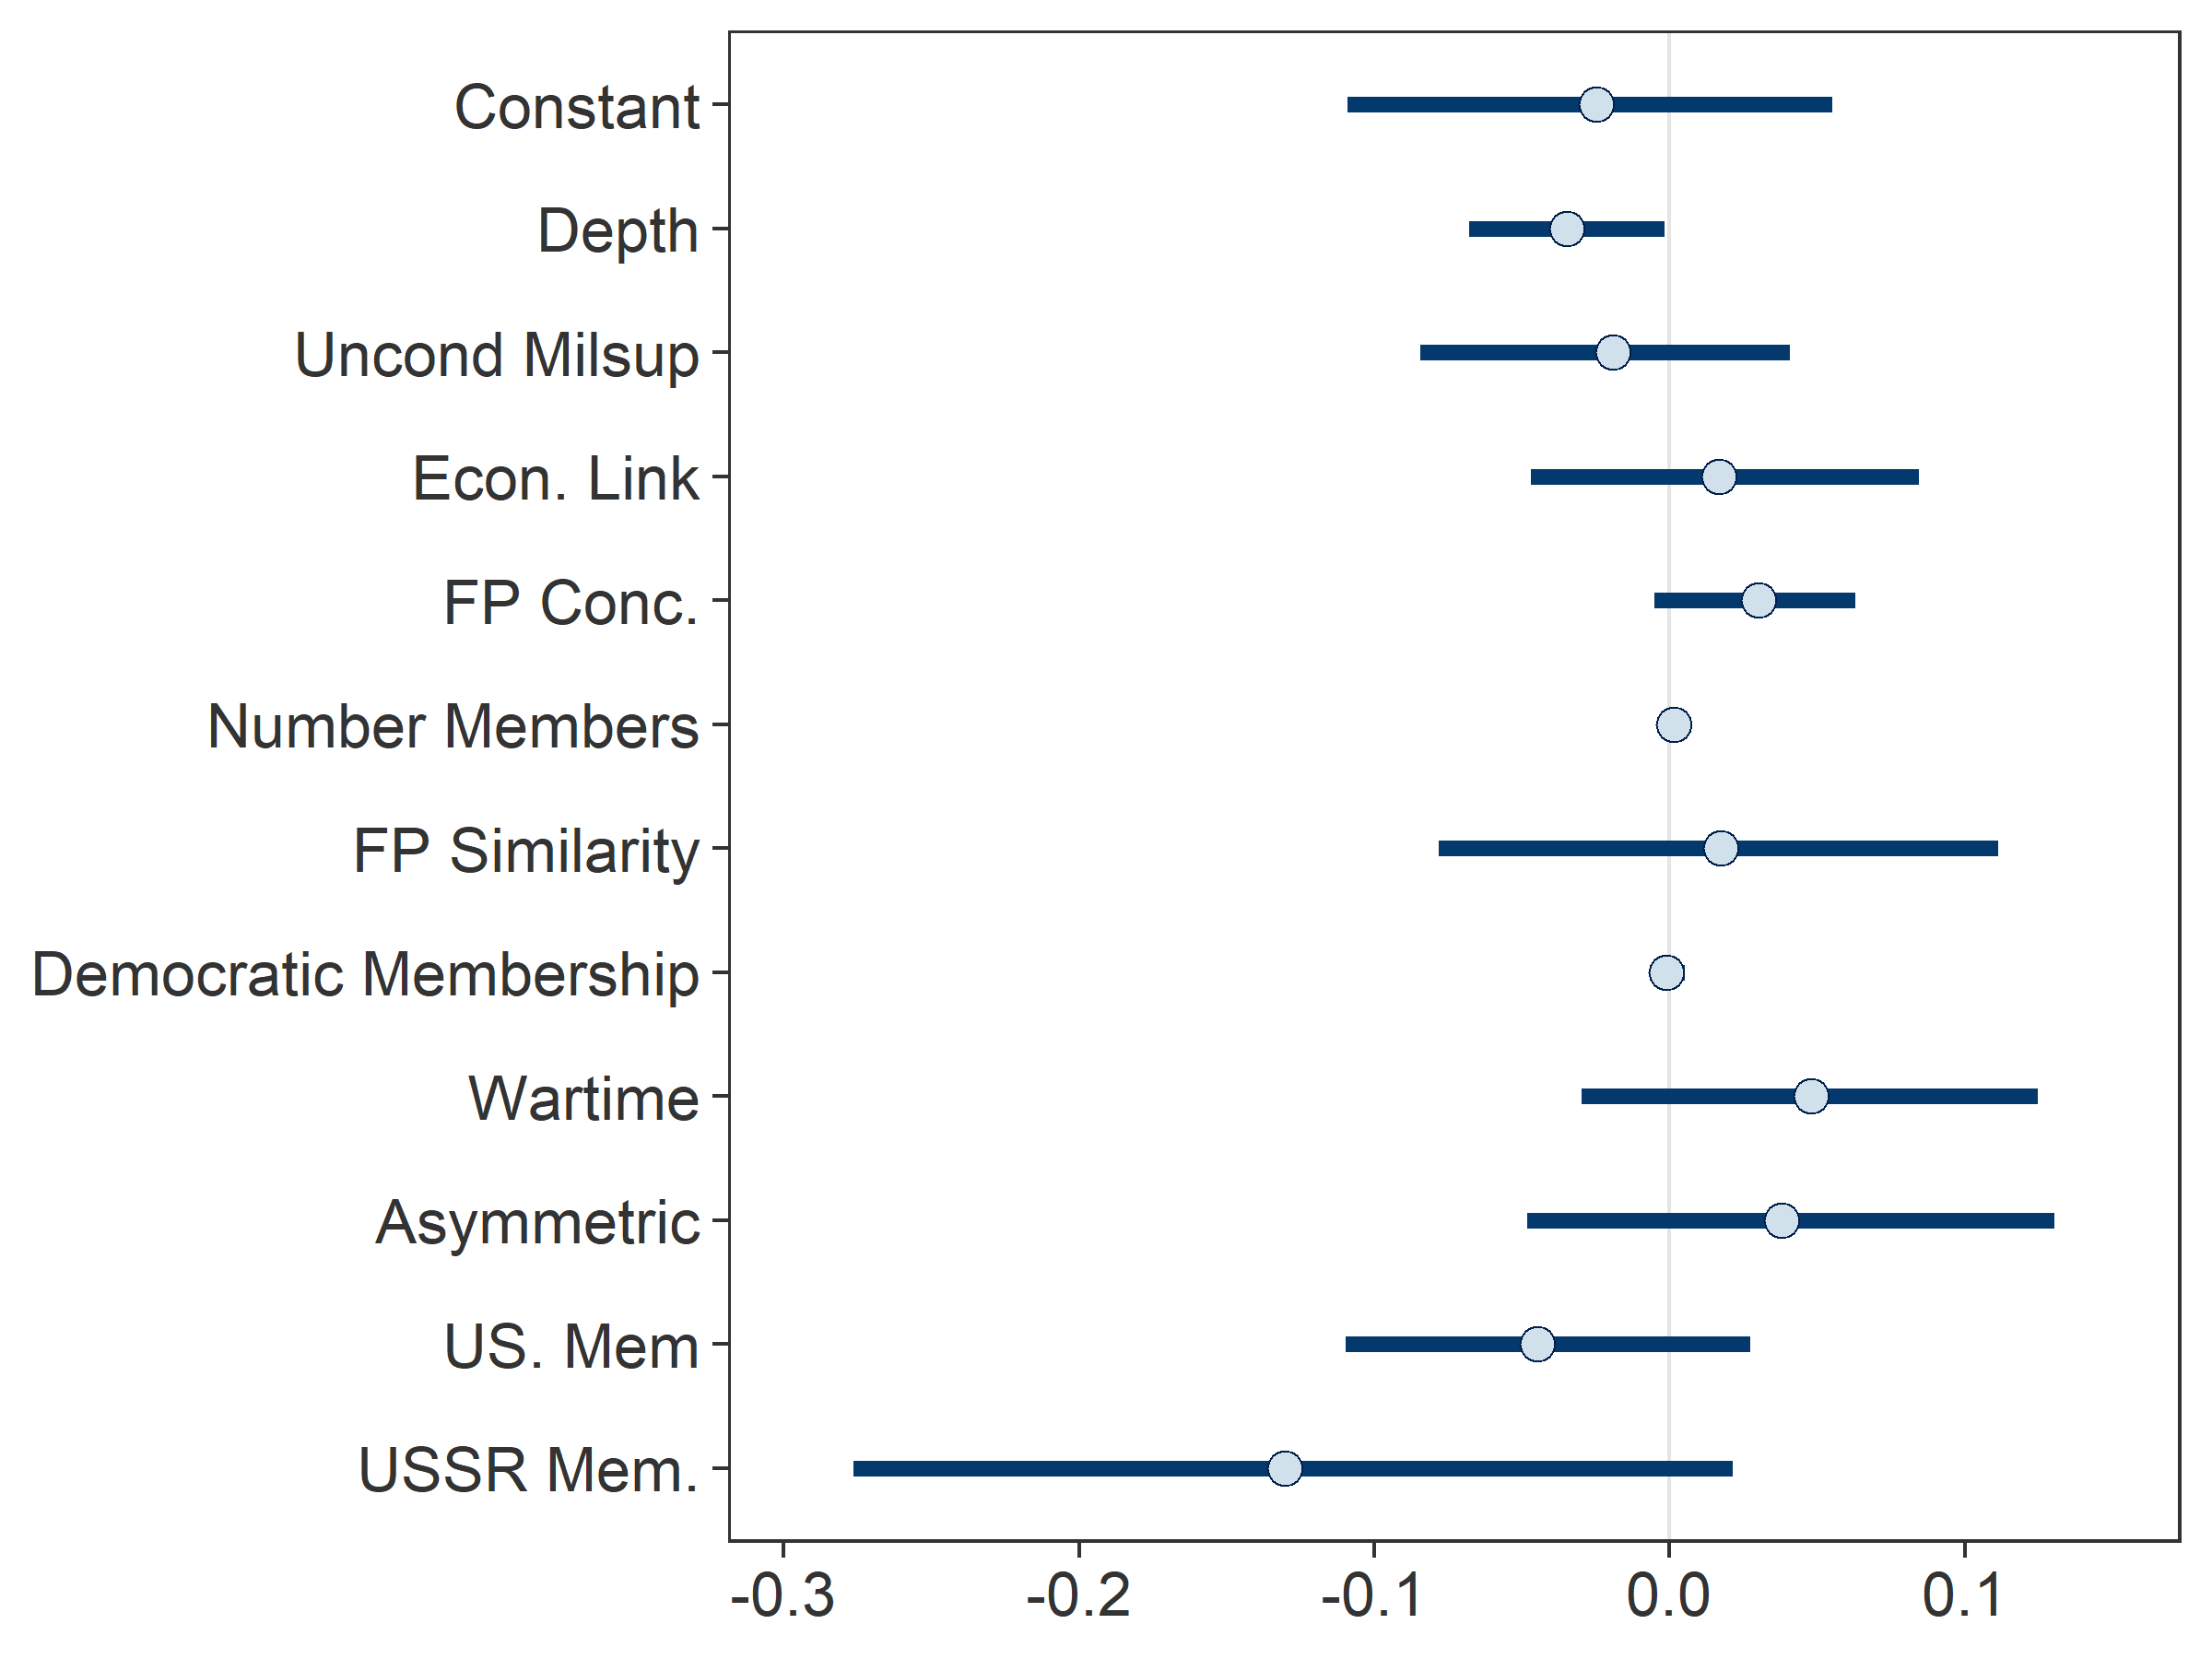 Constant
Depth
Uncond Milsup
Econ. Link
FP Conc.
Number Members
FP Similarity
Democratic Membership
Wartime
Asymmetric
US. Mem
USSR Mem.
-0.3 -0.2 -0.1 0.0 0.1